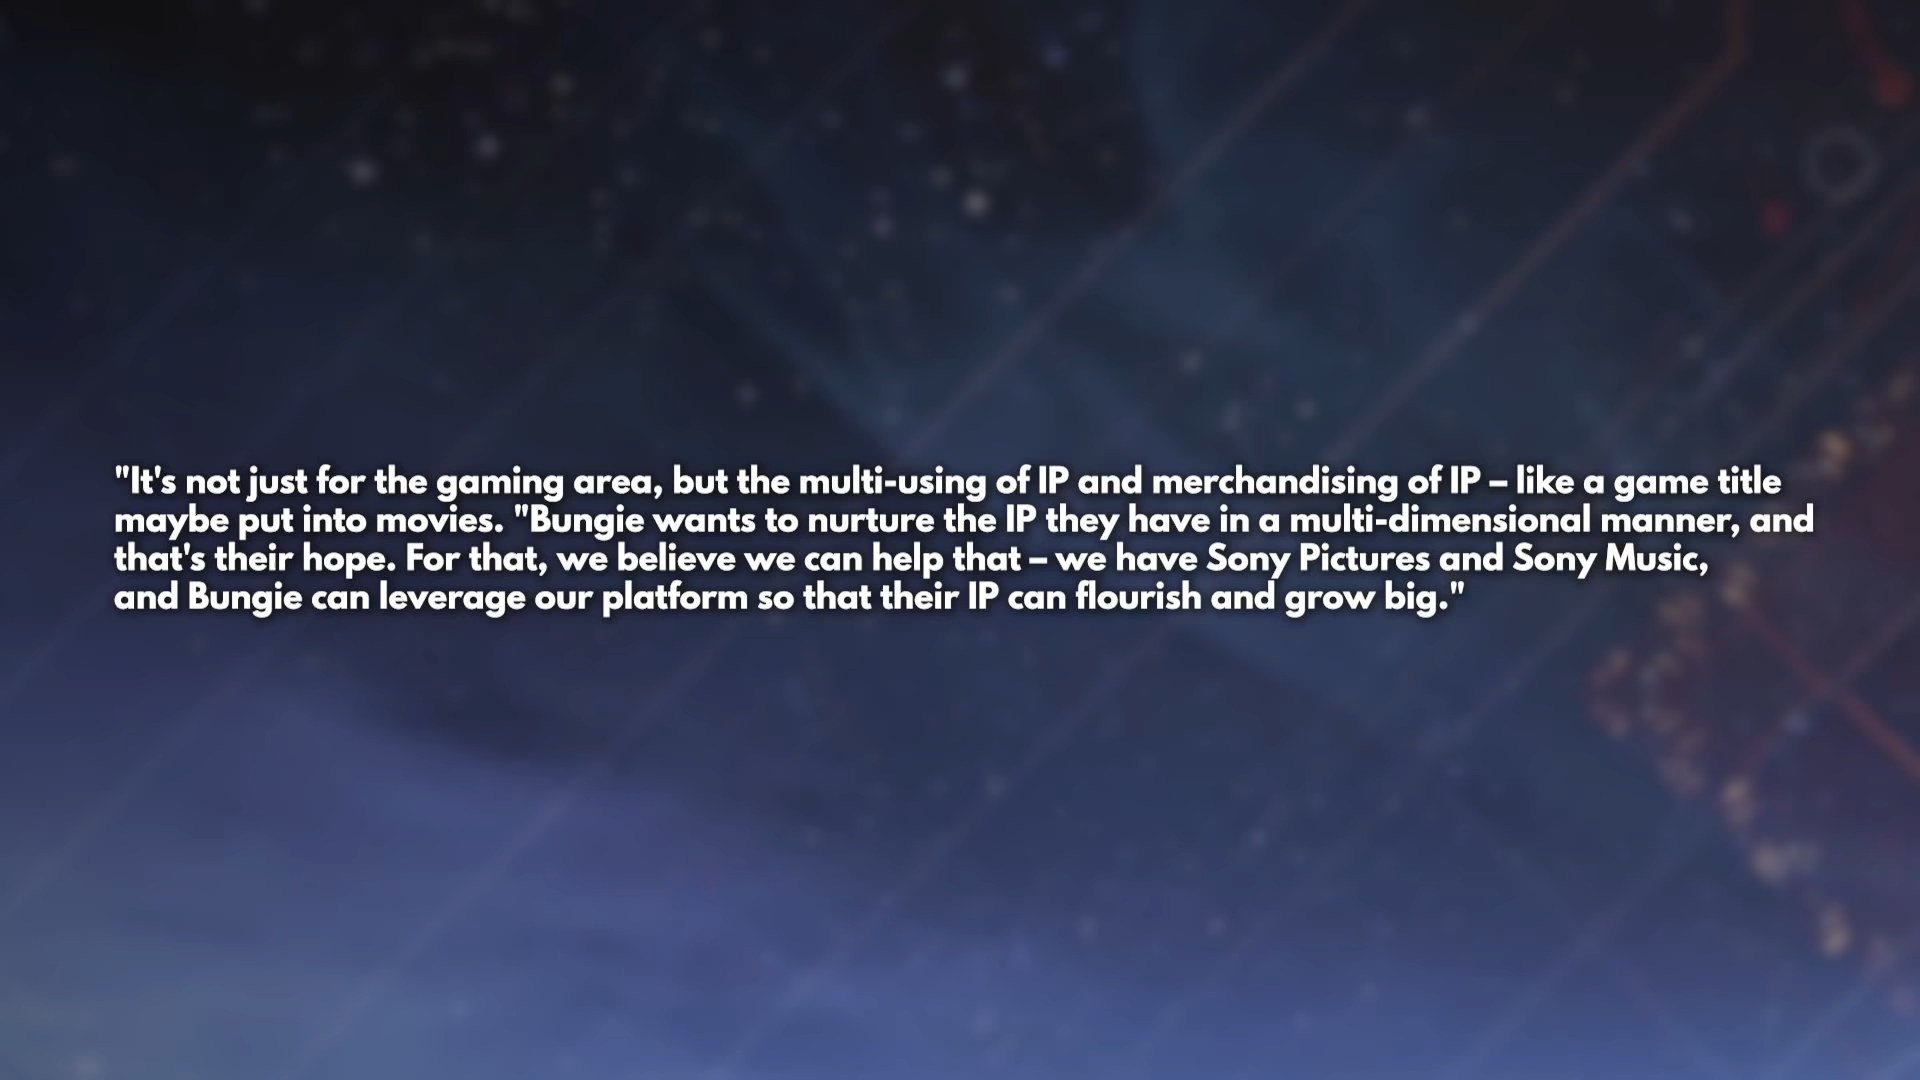 "It's not just for the gaming area, but the multi-using of IP and merchandising of IP – like a game title
maybe put into movies. "Bungie wants to nurture the IP they have in a multi-dimensional manner, and
that's their hope. For that, we believe we can help that – we have Sony Pictures and Sony Music,
and Bungie can leverage our platform so that their IP can flourish and grow big."